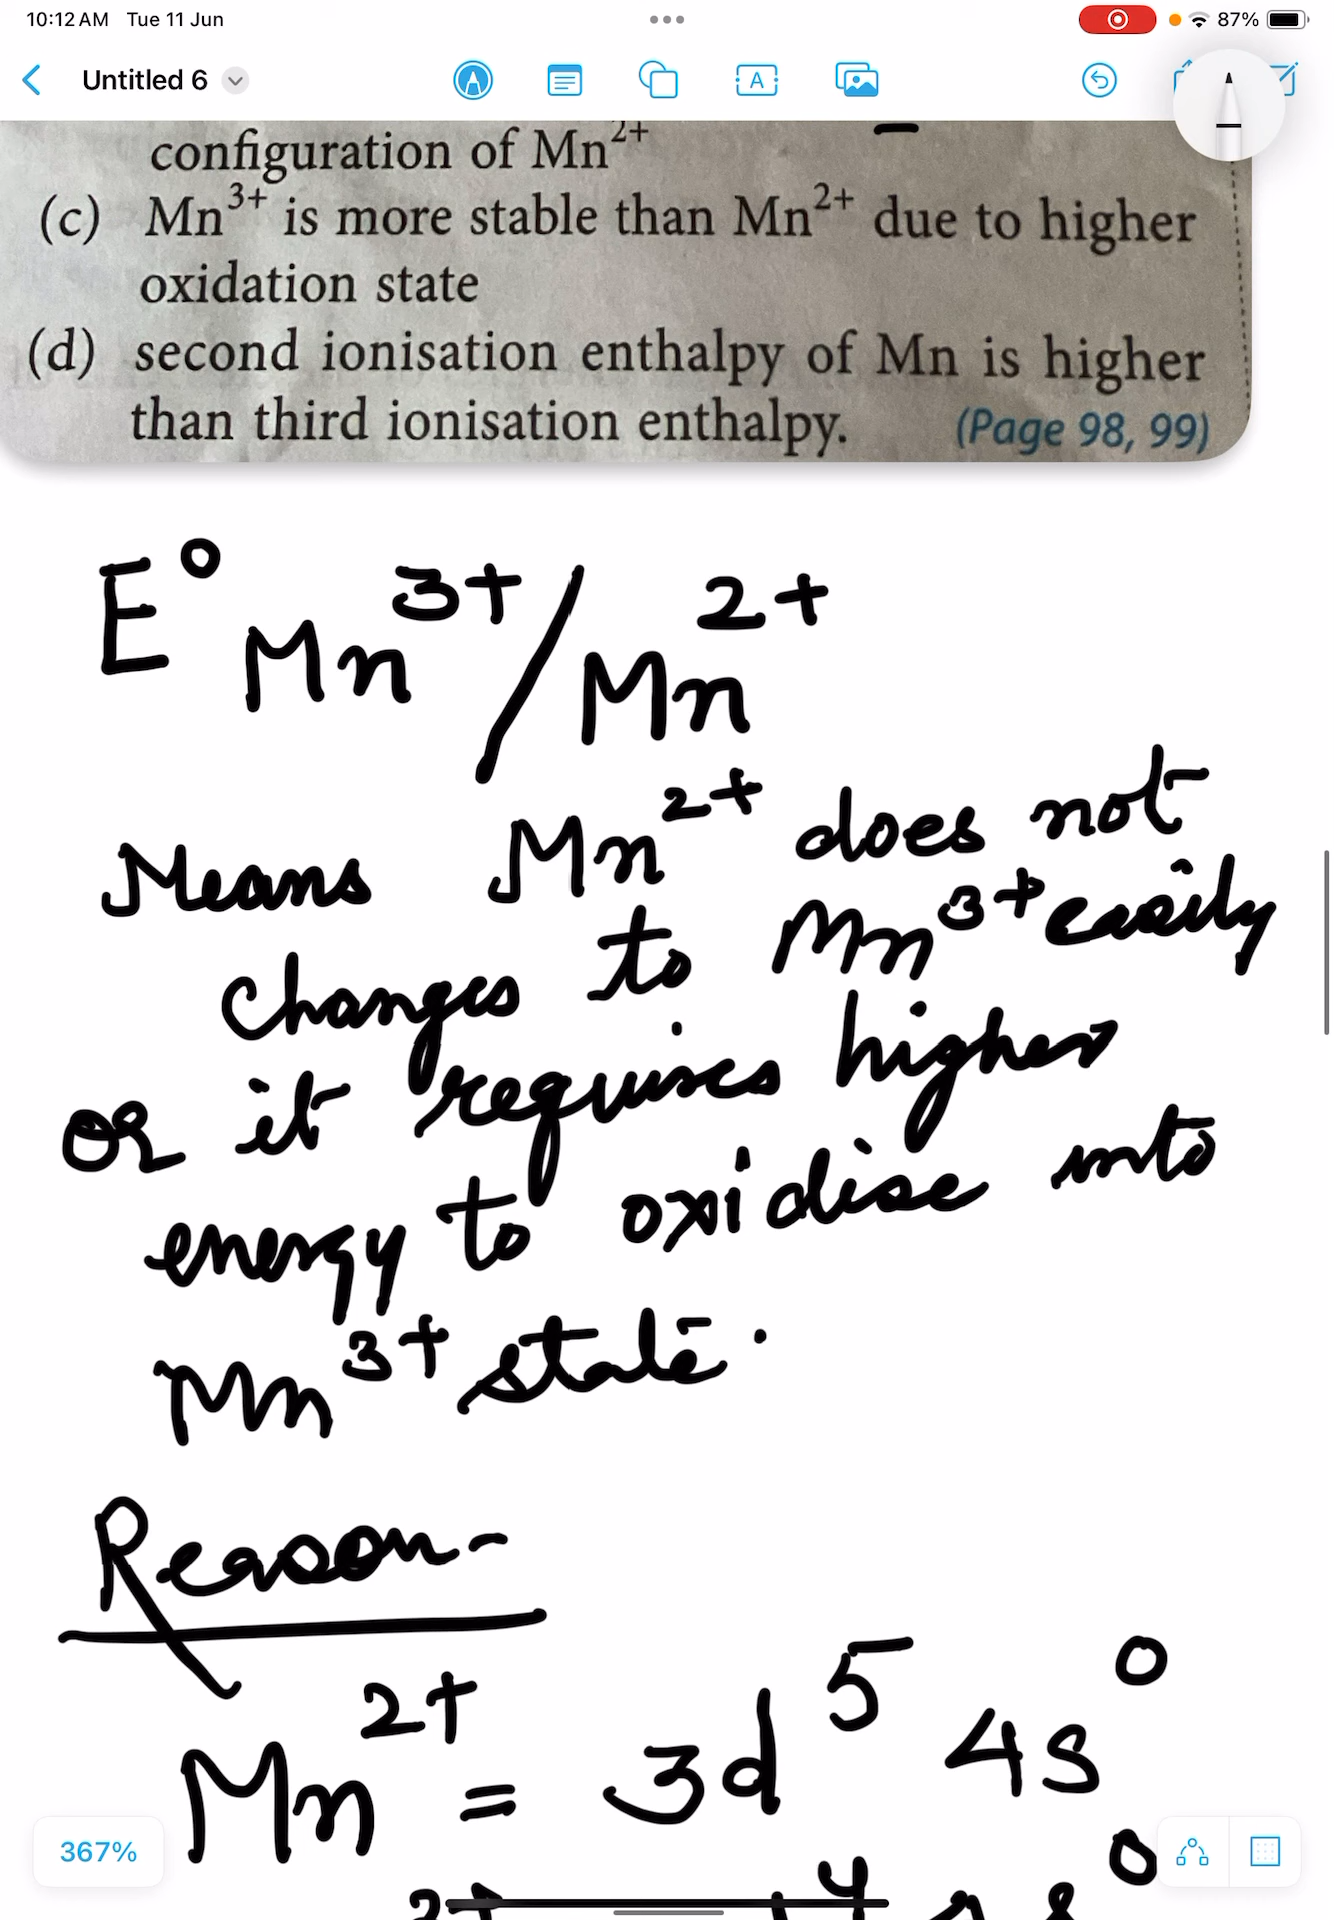 10:12 AM Tue 11 Jun
87%
Untitled 6
A
configuration of Mn²⁺
(c) Mn³⁺ is more stable than Mn²⁺ due to higher
oxidation state
(d) second ionisation enthalpy of Mn is higher
than third ionisation enthalpy. (Page 98, 99)
E⁰ Mn³⁺/Mn²⁺
Means Mn²⁺ does not
changes to Mn³⁺ easily
or it requires higher
energy to oxidise into
Mn³⁺ state.
Reason-
Mn²⁺ = 3d⁵ 4s⁰
367%